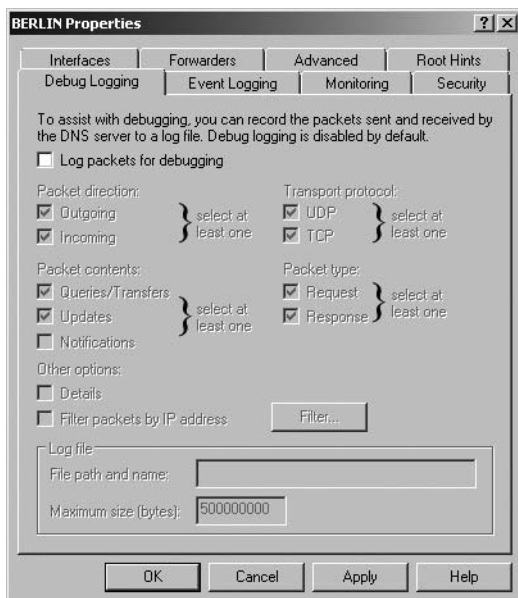 BERLIN Properties
Interfaces Forwarders Advanced Root Hints
Debug Logging Event Logging Monitoring Security
To assist with debugging, you can record the packets sent and received by
the DNS server to a log file. Debug logging is disabled by default.
Log packets for debugging
Packet direction: Transport protocol:
Outgoing select at UDP select at
Incoming least one TCP least one
Packet contents: Packet type:
Queries/Transfers select at Request select at
Updates least one Response least one
Notifications
Other options:
Details
Filter packets by IP address Filter...
Log file
File path and name:
Maximum size (bytes): 500000000
OK Cancel Apply Help